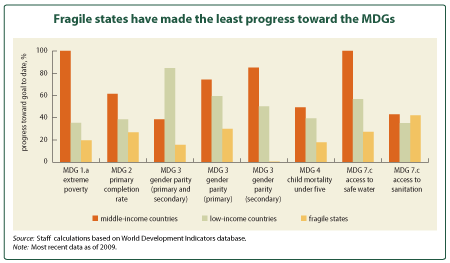 Fragile states have made the least progress toward the MDGs
progress toward goal to date, %
100
80
60
40
20
0
MDG 1,a
extreme
poverty
MDG 2
primary
completion
rate
MDG 3
gender parity
(primary and
secondary)
MDG 3
gender
parity
(primary)
MDG 3
gender
parity
(secondary)
MDG 4
child mortality
under five
MDG 7.c
access to
safe water
MDG 7.c
access to
sanitation
middle-income countries
low-income countries
fragile states
Source: Staff calculations based on World Development Indicators database.
Note: Most recent data as of 2009.